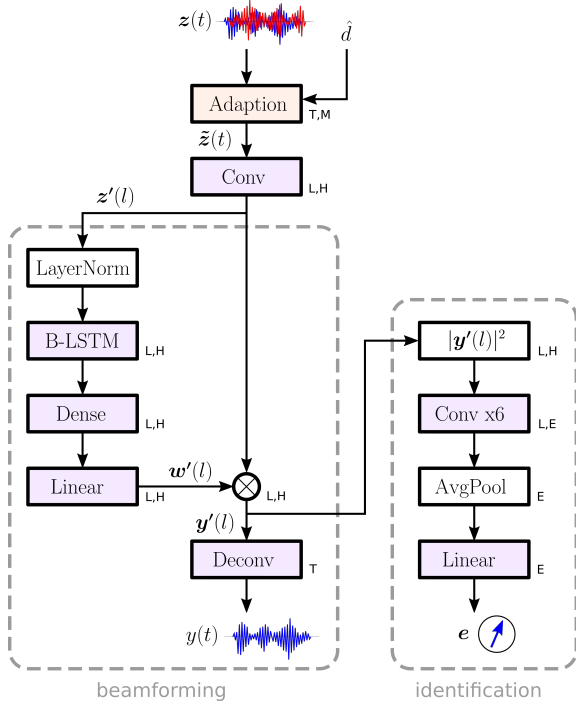 z(t)
d̂
Adaption
T,M
z̃(t)
Conv
L,H
z′(l)
LayerNorm
B-LSTM
L,H
Dense
L,H
Linear
L,H
w′(l)
L,H
y′(l)
Deconv
T
y(t)
beamforming
|y′(l)|²
L,H
Conv x6
L,E
AvgPool
E
Linear
E
e
identification